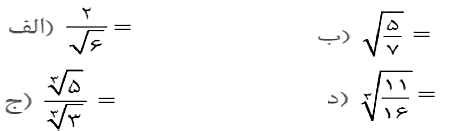 الف) ۲/√۶ =
ب) √(۵/۷) =
ج) ∛۵/∛۳ =
د) ∛(۱۱/۱۶) =